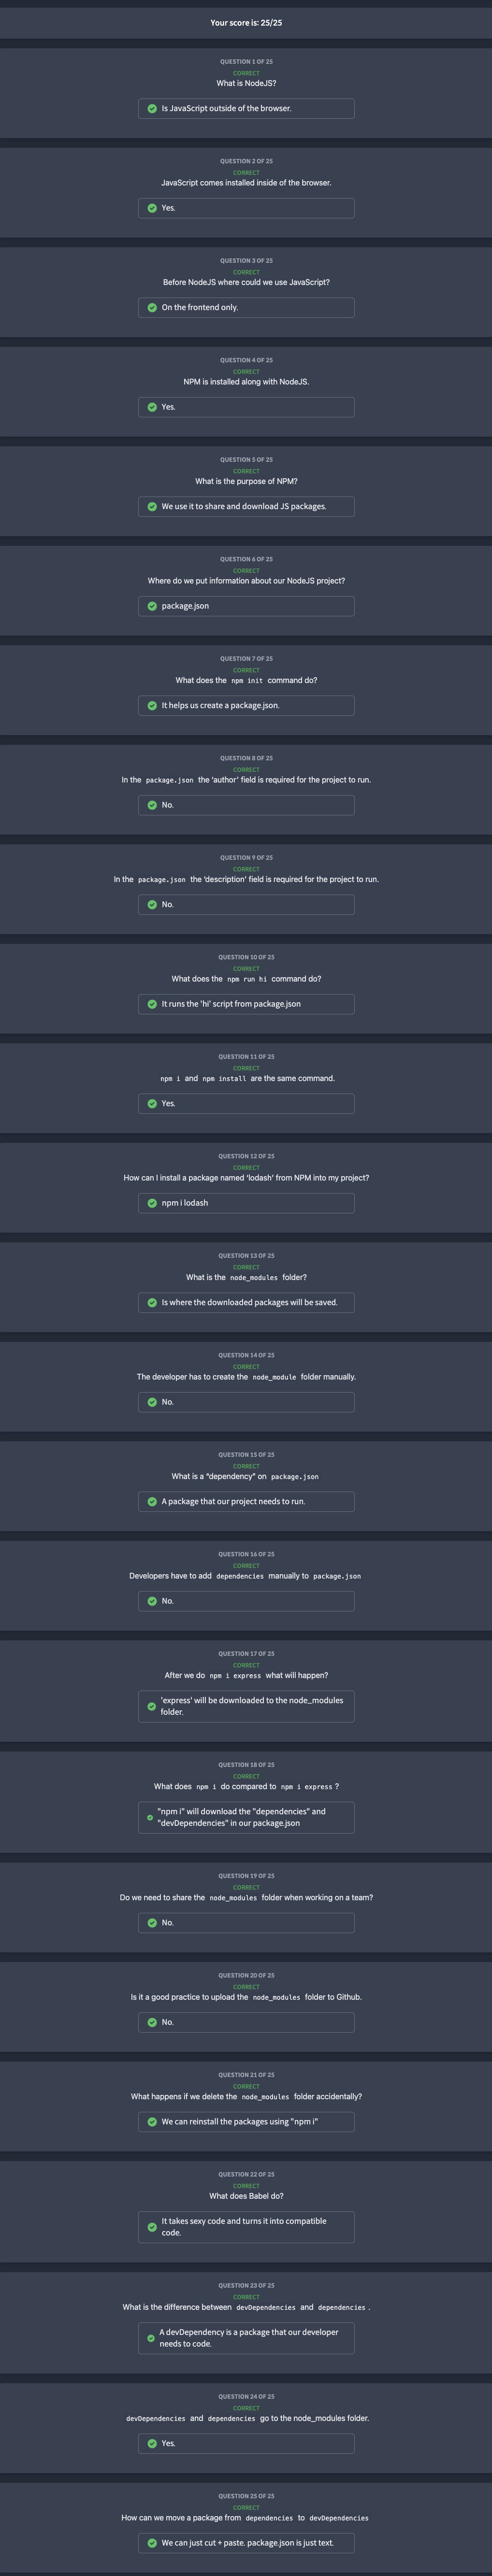 Your score is: 25/25
QUESTION 1 OF 25
CORRECT
What is NodeJS?
Is JavaScript outside of the browser.
QUESTION 2 OF 25
CORRECT
JavaScript comes installed inside of the browser.
Yes.
QUESTION 3 OF 25
CORRECT
Before NodeJS where could we use JavaScript?
On the frontend only.
QUESTION 4 OF 25
CORRECT
NPM is installed along with NodeJS.
Yes.
QUESTION 5 OF 25
CORRECT
What is the purpose of NPM?
We use it to share and download JS packages.
QUESTION 6 OF 25
CORRECT
Where do we put information about our NodeJS project?
package.json
QUESTION 7 OF 25
CORRECT
What does the npm init command do?
It helps us create a package.json.
QUESTION 8 OF 25
CORRECT
In the package.json the ‘author’ field is required for the project to run.
No.
QUESTION 9 OF 25
CORRECT
In the package.json the ‘description’ field is required for the project to run.
No.
QUESTION 10 OF 25
CORRECT
What does the npm run hi command do?
It runs the 'hi' script from package.json
QUESTION 11 OF 25
CORRECT
npm i and npm install are the same command.
Yes.
QUESTION 12 OF 25
CORRECT
How can I install a package named ‘lodash’ from NPM into my project?
npm i lodash
QUESTION 13 OF 25
CORRECT
What is the node_modules folder?
Is where the downloaded packages will be saved.
QUESTION 14 OF 25
CORRECT
The developer has to create the node_module folder manually.
No.
QUESTION 15 OF 25
CORRECT
What is a “dependency” on package.json
A package that our project needs to run.
QUESTION 16 OF 25
CORRECT
Developers have to add dependencies manually to package.json
No.
QUESTION 17 OF 25
CORRECT
After we do npm i express what will happen?
'express' will be downloaded to the node_modules
folder.
QUESTION 18 OF 25
CORRECT
What does npm i do compared to npm i express ?
"npm i" will download the "dependencies" and
"devDependencies" in our package.json
QUESTION 19 OF 25
CORRECT
Do we need to share the node_modules folder when working on a team?
No.
QUESTION 20 OF 25
CORRECT
Is it a good practice to upload the node_modules folder to Github.
No.
QUESTION 21 OF 25
CORRECT
What happens if we delete the node_modules folder accidentally?
We can reinstall the packages using "npm i"
QUESTION 22 OF 25
CORRECT
What does Babel do?
It takes sexy code and turns it into compatible
code.
QUESTION 23 OF 25
CORRECT
What is the difference between devDependencies and dependencies .
A devDependency is a package that our developer
needs to code.
QUESTION 24 OF 25
CORRECT
devDependencies and dependencies go to the node_modules folder.
Yes.
QUESTION 25 OF 25
CORRECT
How can we move a package from dependencies to devDependencies
We can just cut + paste. package.json is just text.